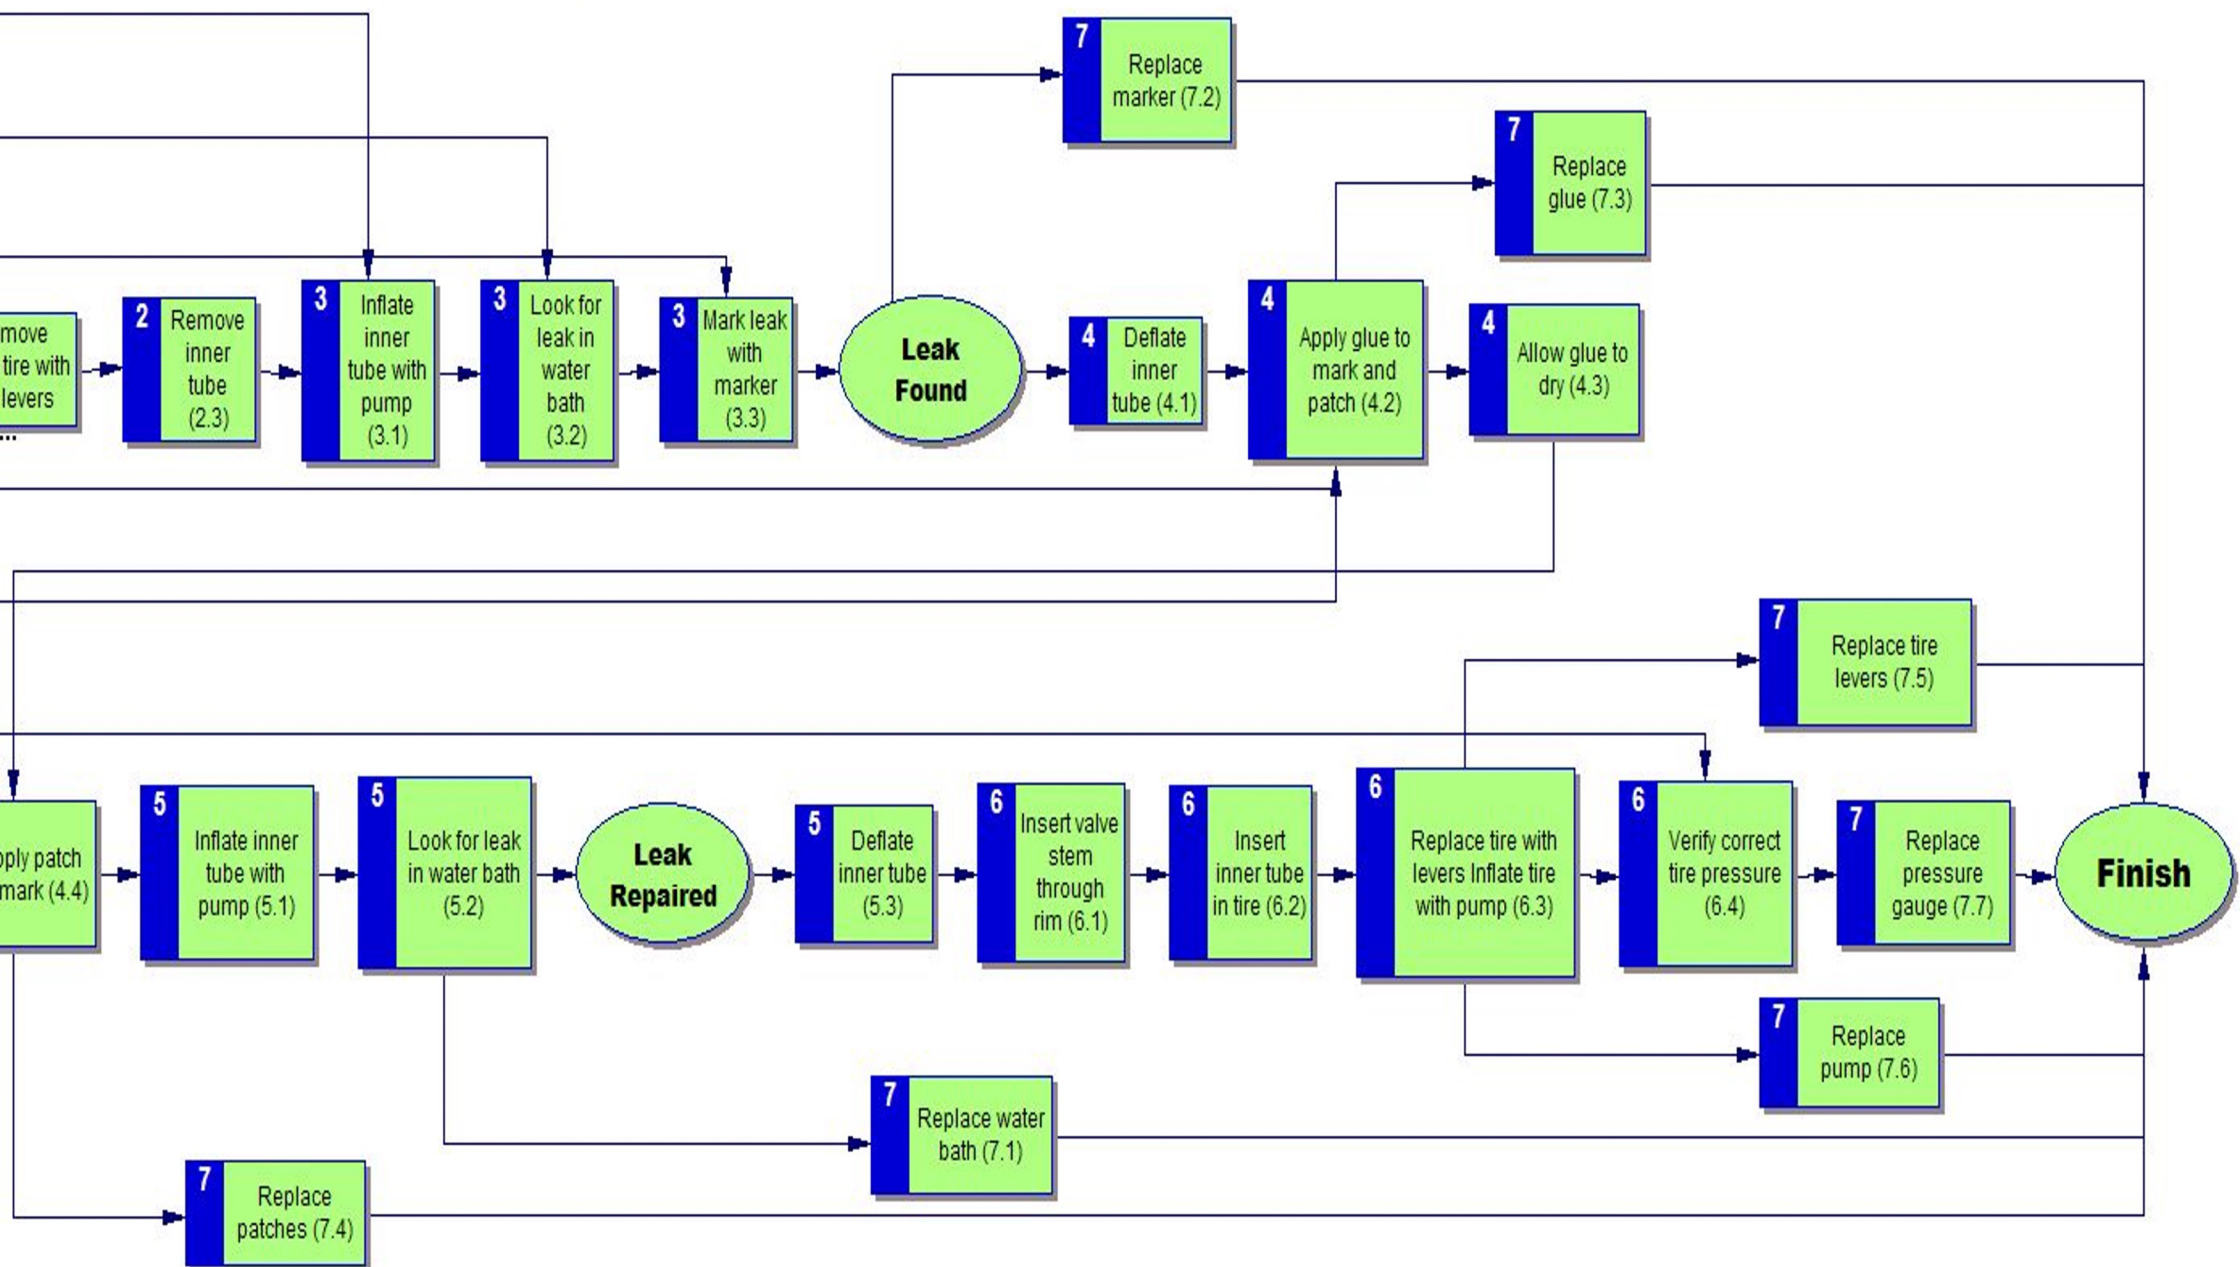 7
Replace
marker (7.2)
7
Replace
glue (7.3)
move
tire with
levers
...
2
Remove
inner
tube
(2.3)
3
Inflate
inner
tube with
pump
(3.1)
3
Look for
leak in
water
bath
(3.2)
3
Mark leak
with
marker
(3.3)
Leak
Found
4
Deflate
inner
tube (4.1)
4
Apply glue to
mark and
patch (4.2)
4
Allow glue to
dry (4.3)
7
Replace tire
levers (7.5)
pply patch
mark (4.4)
5
Inflate inner
tube with
pump (5.1)
5
Look for leak
in water bath
(5.2)
Leak
Repaired
5
Deflate
inner tube
(5.3)
6
Insert valve
stem
through
rim (6.1)
6
Insert
inner tube
in tire (6.2)
6
Replace tire with
levers Inflate tire
with pump (6.3)
6
Verify correct
tire pressure
(6.4)
7
Replace
pressure
gauge (7.7)
Finish
7
Replace
pump (7.6)
7
Replace water
bath (7.1)
7
Replace
patches (7.4)